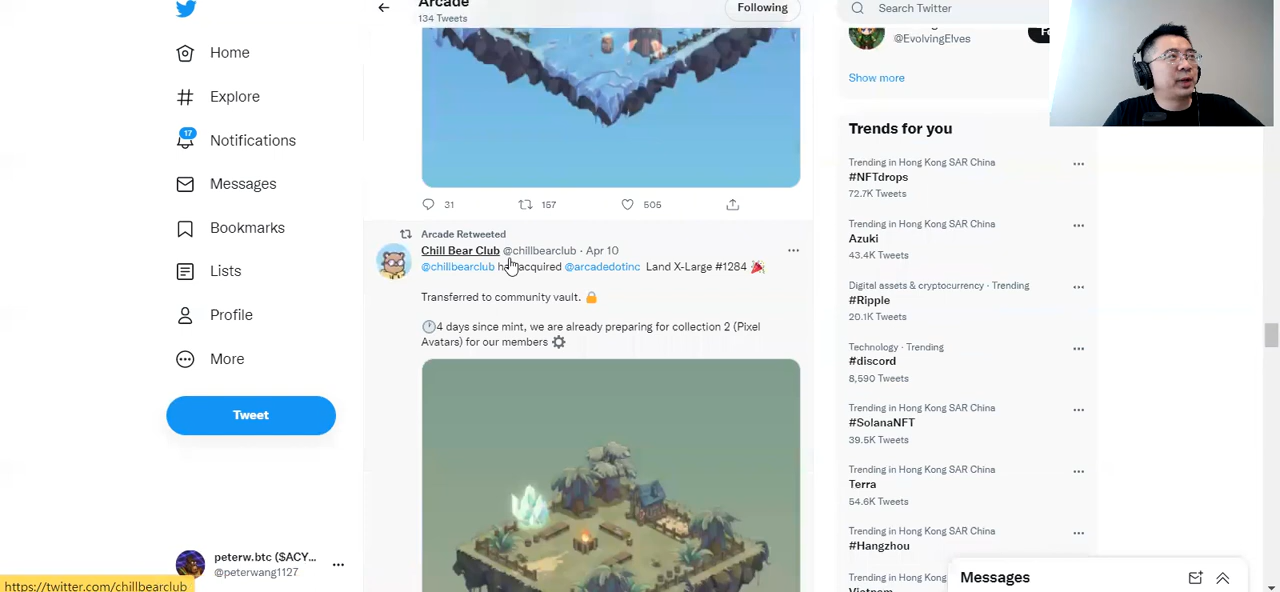 Arcade
134 Tweets
Following
Search Twitter
Home
Explore
17
Notifications
Messages
Bookmarks
Lists
Profile
More
Tweet
peterw.btc ($ACY...
@peterwang1127
https://twitter.com/chillbearclub
31
157
505
Arcade Retweeted
Chill Bear Club @chillbearclub · Apr 10
@chillbearclub has acquired @arcadedotinc Land X-Large #1284
Transferred to community vault.
4 days since mint, we are already preparing for collection 2 (Pixel
Avatars) for our members
@EvolvingElves
Show more
Trends for you
Trending in Hong Kong SAR China
#NFTdrops
72.7K Tweets
Trending in Hong Kong SAR China
Azuki
43.4K Tweets
Digital assets & cryptocurrency · Trending
#Ripple
20.1K Tweets
Technology · Trending
#discord
8,590 Tweets
Trending in Hong Kong SAR China
#SolanaNFT
39.5K Tweets
Trending in Hong Kong SAR China
Terra
54.6K Tweets
Trending in Hong Kong SAR China
#Hangzhou
Trending in Hong Kong SAR
Vietnam
Messages